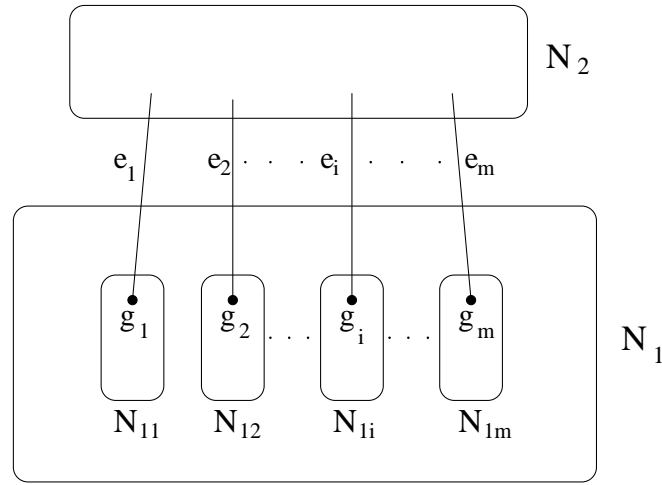 N₂
e₁ e₂ . . . eᵢ . . . eₘ
g₁ g₂ . . . gᵢ . . . gₘ
N₁
N₁₁ N₁₂ N₁ᵢ N₁ₘ